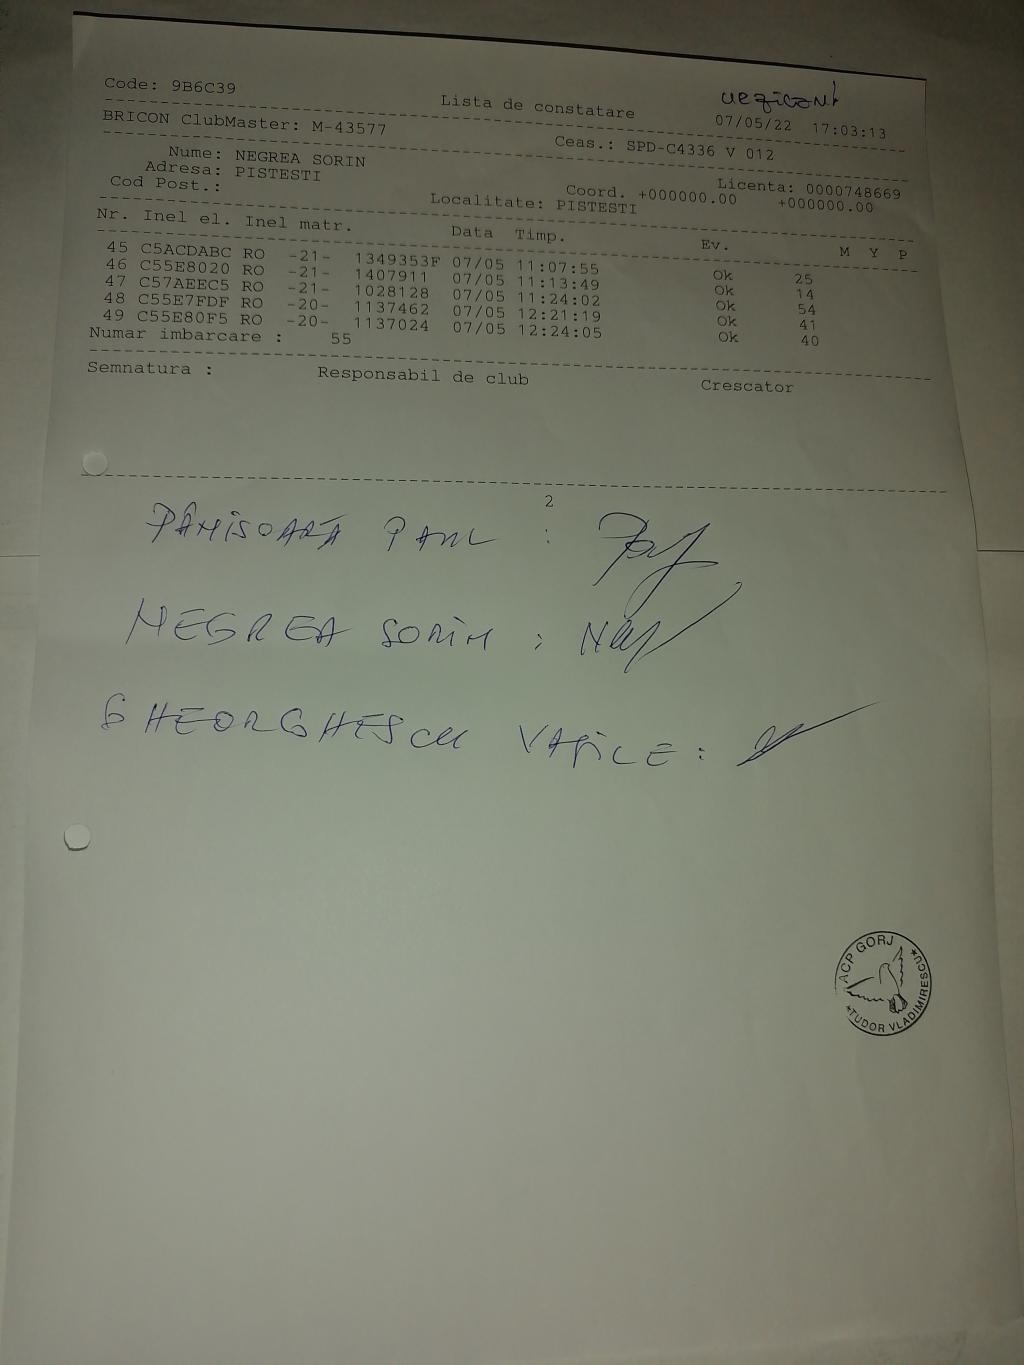 Code: 9B6C39 Lista de constatare urziceni
07/05/22 17:03:13
BRICON ClubMaster: M-43577 Ceas.: SPD-C4336 V 012
Nume: NEGREA SORIN Licenta: 0000748669
Adresa: PISTESTI Coord. +000000.00 +000000.00
Cod Post.: Localitate: PISTESTI
Nr. Inel el. Inel matr. Data Timp. Ev. M Y P
45 C5ACDABC RO -21- 1349353F 07/05 11:07:55 Ok 25
46 C55E8020 RO -21- 1407911 07/05 11:13:49 Ok 14
47 C57AEEC5 RO -21- 1028128 07/05 11:24:02 Ok 54
48 C55E7FDF RO -20- 1137462 07/05 12:21:19 Ok 41
49 C55E80F5 RO -20- 1137024 07/05 12:24:05 Ok 40
Numar imbarcare : 55
Semnatura : Responsabil de club Crescator
2
PÂNIȘOARĂ PAUL :
NEGREA SORIN :
GHEORGHESCU VASILE :
ACP GORJ
*TUDOR VLADIMIRESCU*